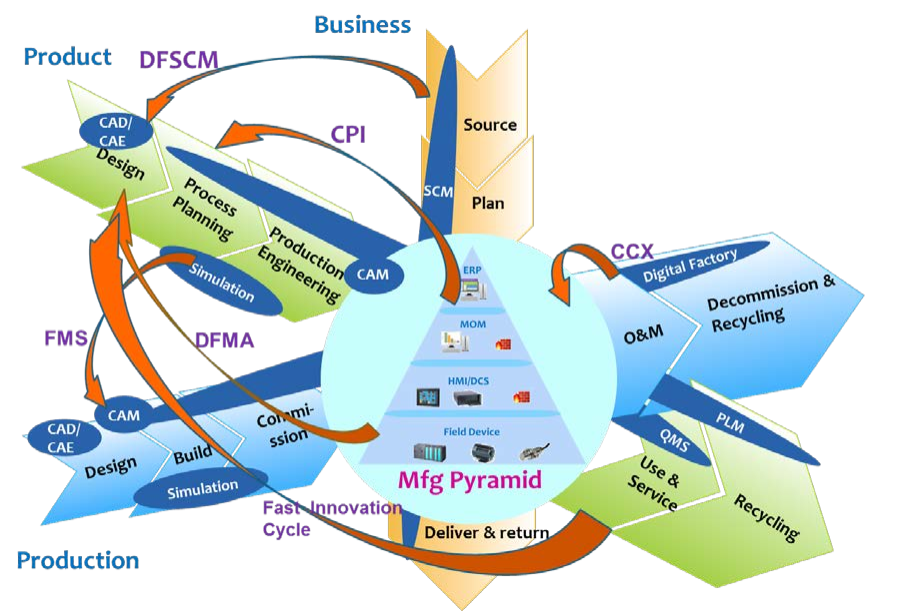 Business
Product
DFSCM
CAD/
CAE
Design
CPI
Source
Process
Planning
SCM
Plan
Production
Engineering
CAM
Simulation
CCX
Digital Factory
Decommission &
Recycling
O&M
ERP
MOM
HMI/DCS
Field Device
Mfg Pyramid
FMS
DFMA
CAM
CAD/
CAE
Design
Build
Commi-
ssion
Simulation
PLM
QMS
Use &
Service
Recycling
Fast Innovation
Cycle
Deliver & return
Production